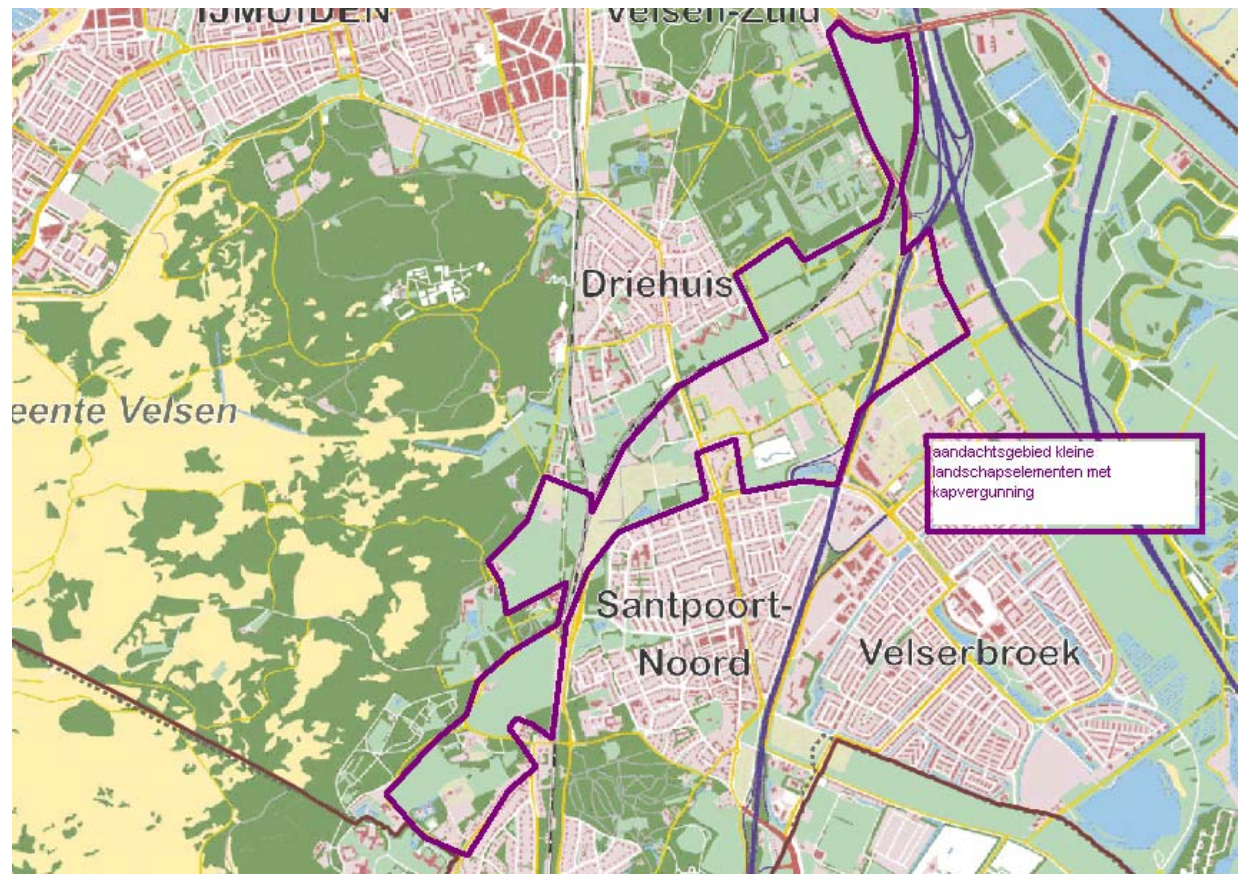 IJMUIDEN
Velsen-Zuid
Driehuis
eente Velsen
aandachtsgebied kleine
landschapselementen met
kapvergunning
Santpoort-
Noord
Velserbroek